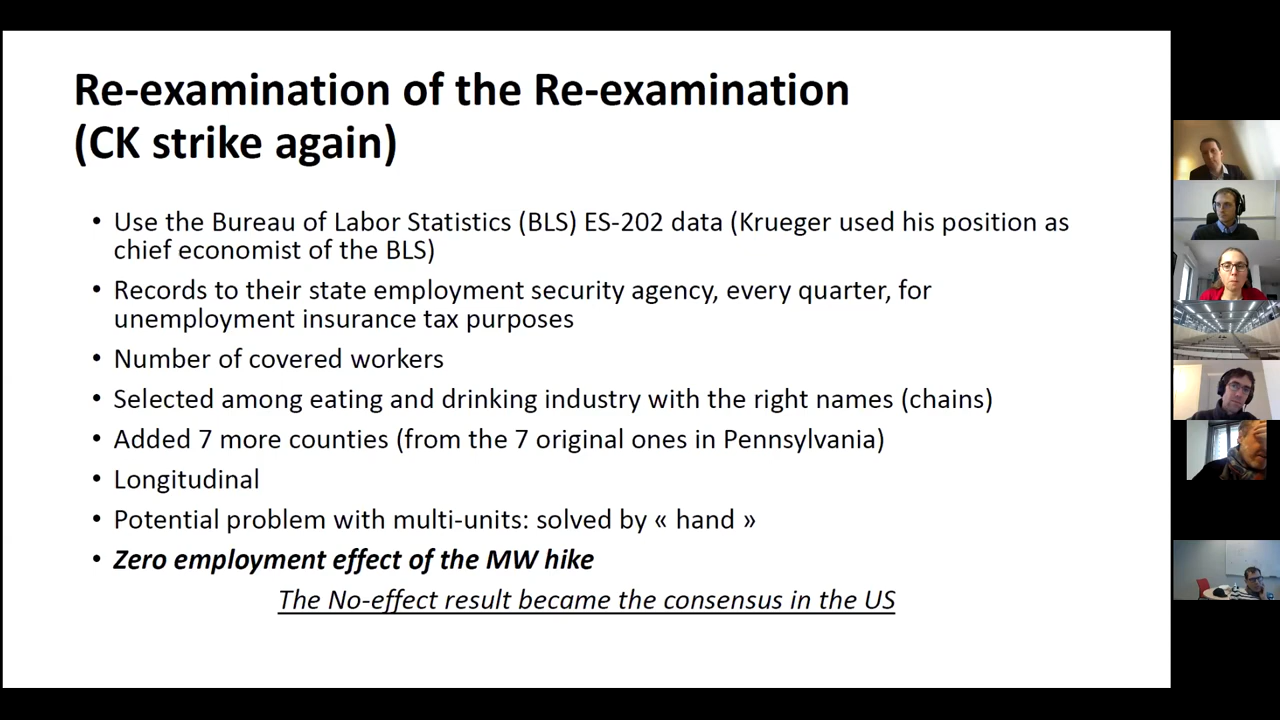 Re-examination of the Re-examination
(CK strike again)
• Use the Bureau of Labor Statistics (BLS) ES-202 data (Krueger used his position as
chief economist of the BLS)
• Records to their state employment security agency, every quarter, for
unemployment insurance tax purposes
• Number of covered workers
• Selected among eating and drinking industry with the right names (chains)
• Added 7 more counties (from the 7 original ones in Pennsylvania)
• Longitudinal
• Potential problem with multi-units: solved by « hand »
• Zero employment effect of the MW hike
The No-effect result became the consensus in the US